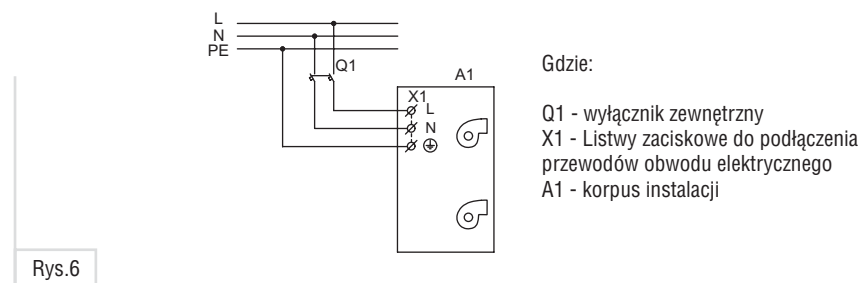 L
N
PE
Q1
A1
X1
L
N
Gdzie:
Q1 - wyłącznik zewnętrzny
X1 - Listwy zaciskowe do podłączenia
przewodów obwodu elektrycznego
A1 - korpus instalacji
Rys.6